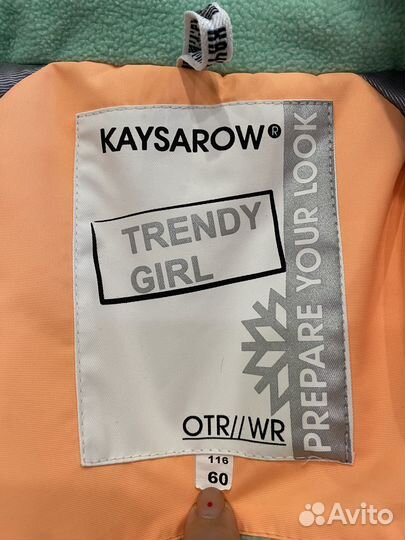 KAYSAROW®
TRENDY
GIRL
PREPARE YOUR LOOK
OTR//WR
116
60
Avito